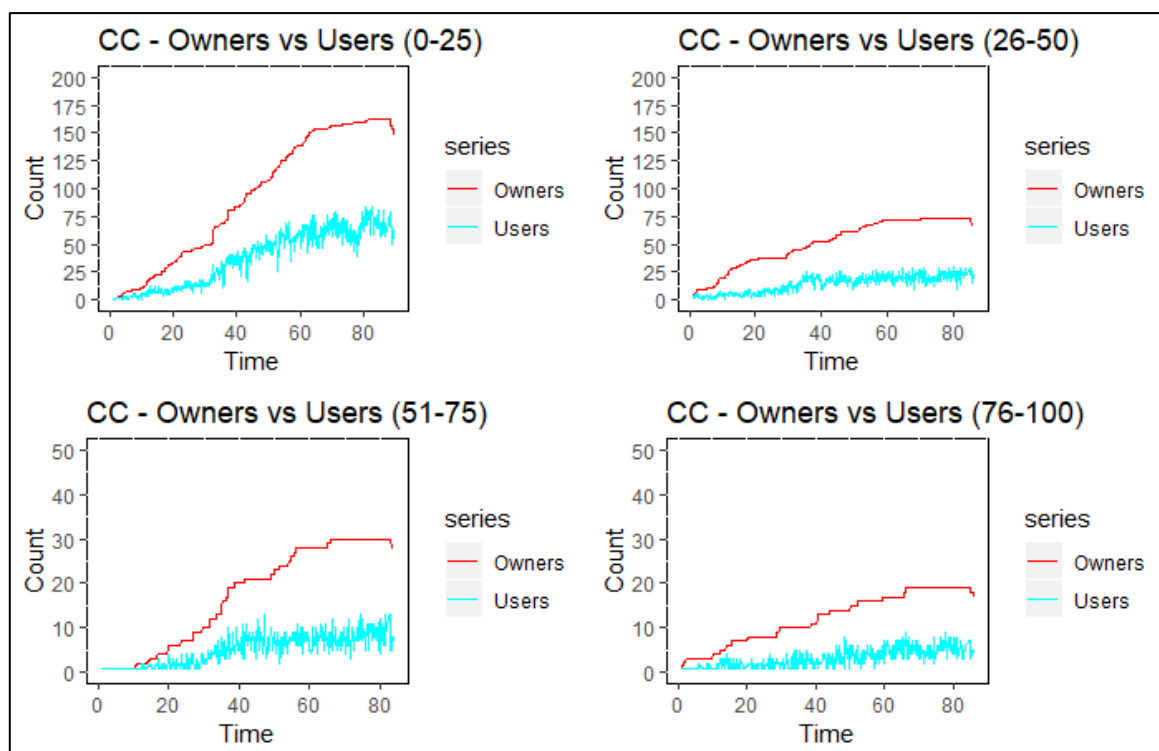 CC - Owners vs Users (0-25)
200
175
150
125
100
75
50
25
0
Count
0 20 40 60 80
Time
series
Owners
Users
CC - Owners vs Users (26-50)
200
175
150
125
100
75
50
25
0
Count
0 20 40 60 80
Time
series
Owners
Users
CC - Owners vs Users (51-75)
50
40
30
20
10
0
Count
0 20 40 60 80
Time
series
Owners
Users
CC - Owners vs Users (76-100)
50
40
30
20
10
0
Count
0 20 40 60 80
Time
series
Owners
Users